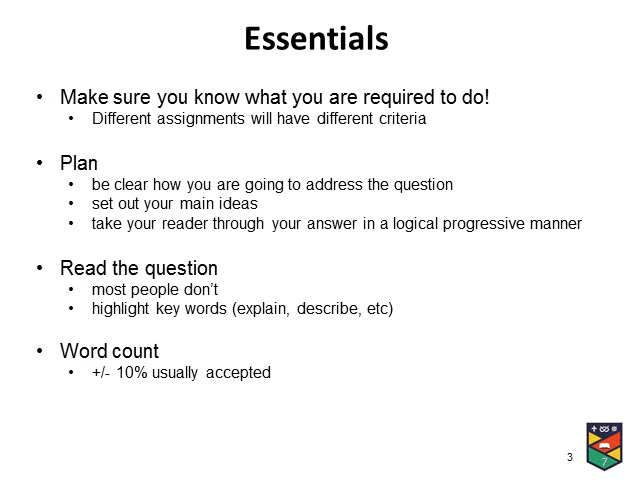 Essentials
• Make sure you know what you are required to do!
• Different assignments will have different criteria
• Plan
• be clear how you are going to address the question
• set out your main ideas
• take your reader through your answer in a logical progressive manner
• Read the question
• most people don’t
• highlight key words (explain, describe, etc)
• Word count
• +/- 10% usually accepted
3